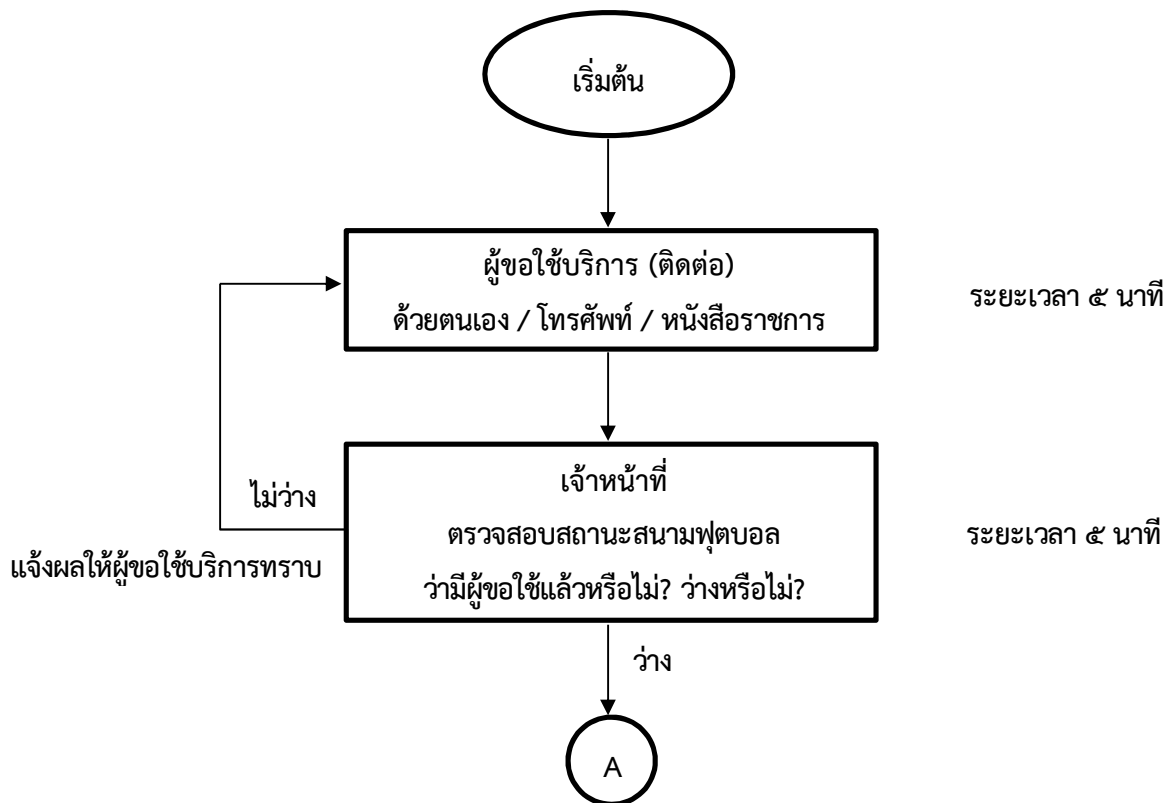 เริ่มต้น
ผู้ขอใช้บริการ (ติดต่อ)
ด้วยตนเอง / โทรศัพท์ / หนังสือราชการ
ระยะเวลา ๕ นาที
เจ้าหน้าที่
ตรวจสอบสถานะสนามฟุตบอล
ว่ามีผู้ขอใช้แล้วหรือไม่? ว่างหรือไม่?
ระยะเวลา ๕ นาที
ไม่ว่าง
แจ้งผลให้ผู้ขอใช้บริการทราบ
ว่าง
A